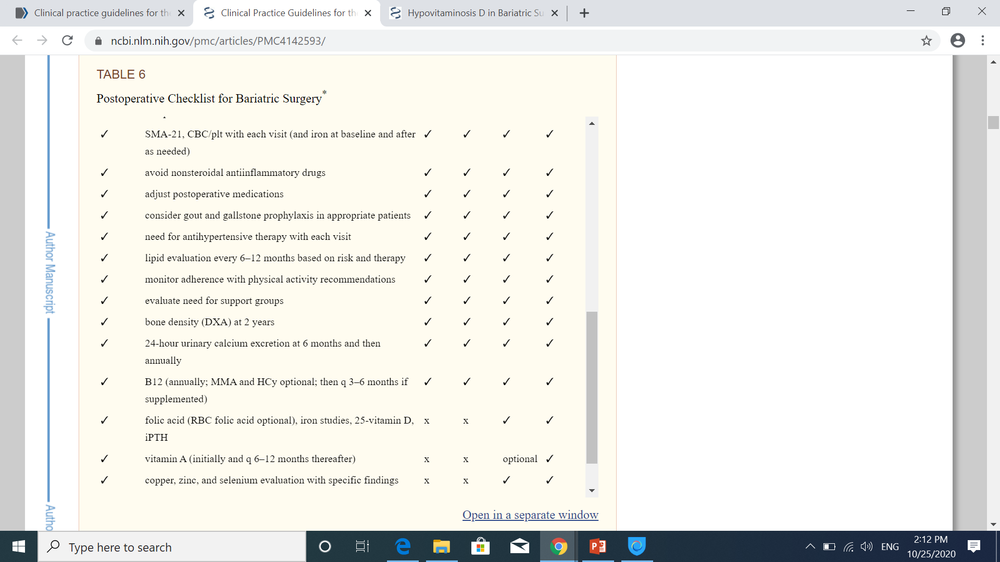 Clinical practice guidelines for the
Clinical Practice Guidelines for th
Hypovitaminosis D in Bariatric Su
ncbi.nlm.nih.gov/pmc/articles/PMC4142593/
TABLE 6
Postoperative Checklist for Bariatric Surgery*
✓ SMA-21, CBC/plt with each visit (and iron at baseline and after ✓ ✓ ✓ ✓
as needed)
✓ avoid nonsteroidal antiinflammatory drugs ✓ ✓ ✓ ✓
✓ adjust postoperative medications ✓ ✓ ✓ ✓
✓ consider gout and gallstone prophylaxis in appropriate patients ✓ ✓ ✓ ✓
✓ need for antihypertensive therapy with each visit ✓ ✓ ✓ ✓
✓ lipid evaluation every 6–12 months based on risk and therapy ✓ ✓ ✓ ✓
✓ monitor adherence with physical activity recommendations ✓ ✓ ✓ ✓
✓ evaluate need for support groups ✓ ✓ ✓ ✓
✓ bone density (DXA) at 2 years ✓ ✓ ✓ ✓
✓ 24-hour urinary calcium excretion at 6 months and then ✓ ✓ ✓ ✓
annually
✓ B12 (annually; MMA and HCy optional; then q 3–6 months if ✓ ✓ ✓ ✓
supplemented)
✓ folic acid (RBC folic acid optional), iron studies, 25-vitamin D, x x ✓ ✓
iPTH
✓ vitamin A (initially and q 6–12 months thereafter) x x optional ✓
✓ copper, zinc, and selenium evaluation with specific findings x x ✓ ✓
Open in a separate window
Author Manuscript
Autho
Type here to search
ENG
2:12 PM
10/25/2020